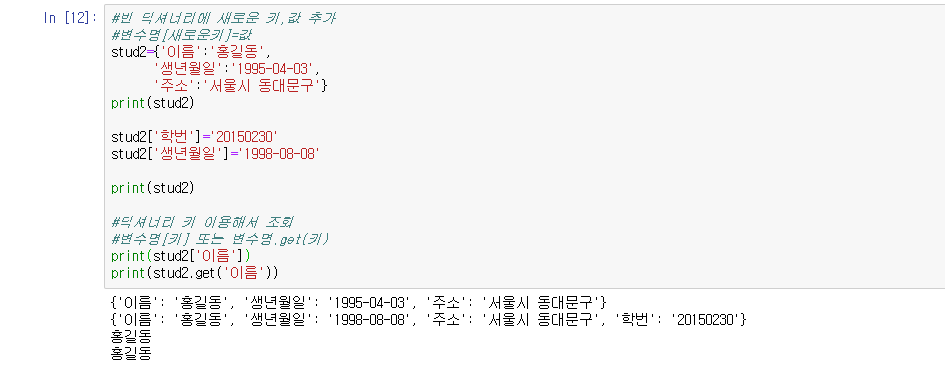 In [12]:
#빈 딕셔너리에 새로운 키,값 추가
#변수명[새로운키]=값
stud2={'이름':'홍길동',
'생년월일':'1995-04-03',
'주소':'서울시 동대문구'}
print(stud2)
stud2['학번']='20150230'
stud2['생년월일']='1998-08-08'
print(stud2)
#딕셔너리 키 이용해서 조회
#변수명[키] 또는 변수명.get(키)
print(stud2['이름'])
print(stud2.get('이름'))
{'이름': '홍길동', '생년월일': '1995-04-03', '주소': '서울시 동대문구'}
{'이름': '홍길동', '생년월일': '1998-08-08', '주소': '서울시 동대문구', '학번': '20150230'}
홍길동
홍길동